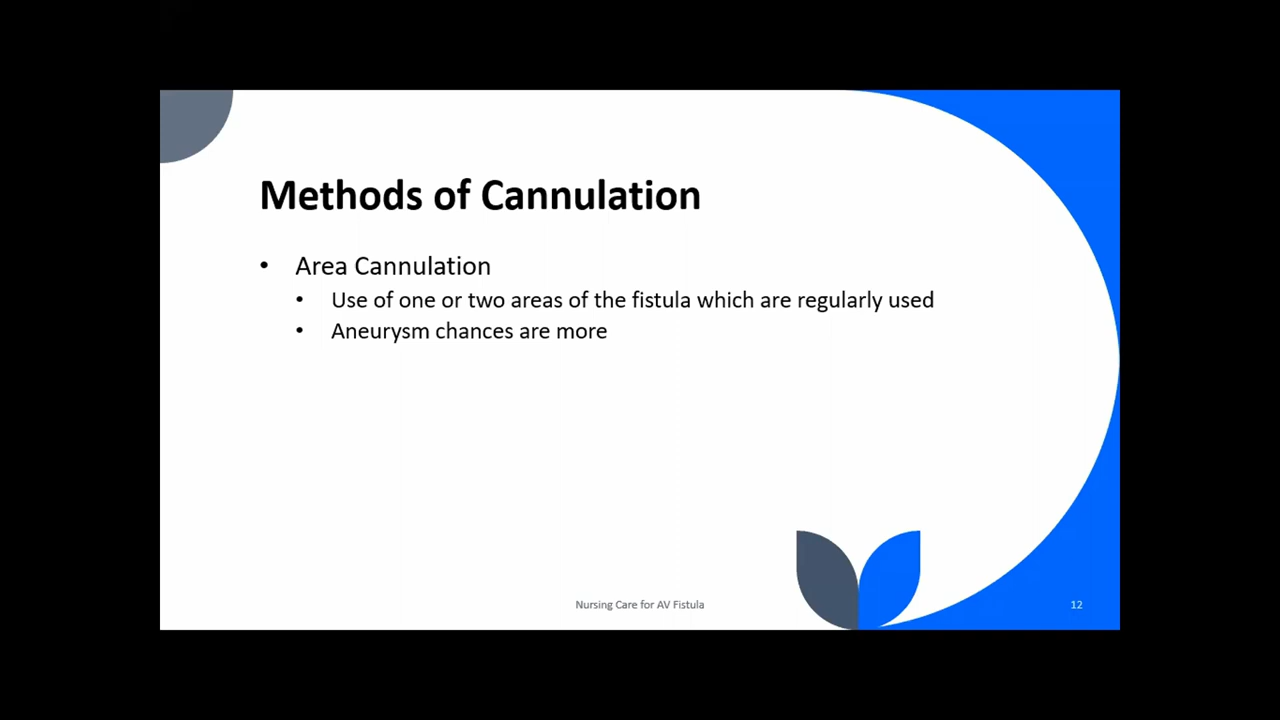 Methods of Cannulation
• Area Cannulation
• Use of one or two areas of the fistula which are regularly used
• Aneurysm chances are more
Nursing Care for AV Fistula
12